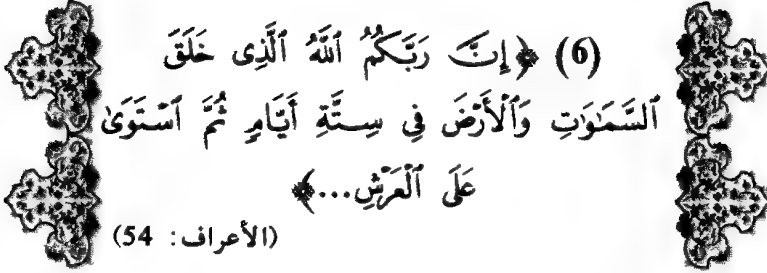 (6) ﴿إِنَّ رَبَّكُمُ ٱللَّهُ ٱلَّذِى خَلَقَ
ٱلسَّمَٰوَٰتِ وَٱلْأَرْضَ فِى سِتَّةِ أَيَّامٍ ثُمَّ ٱسْتَوَىٰ
عَلَى ٱلْعَرْشِ...﴾
(الأعراف: 54)